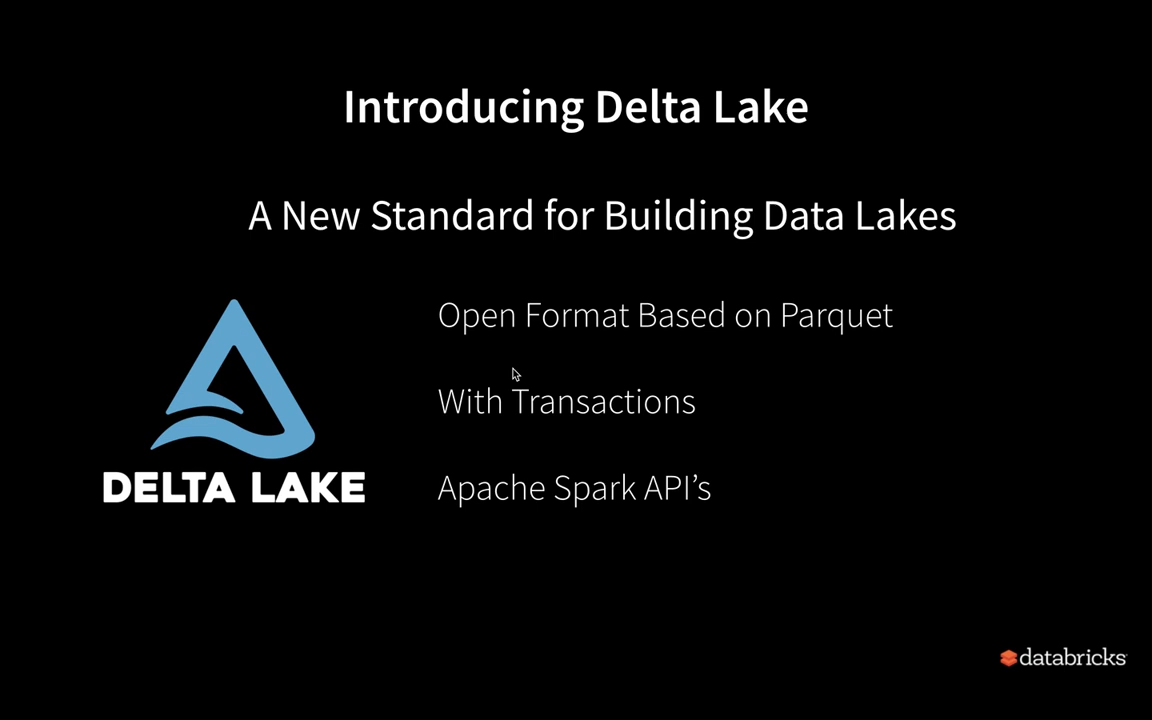 Introducing Delta Lake
A New Standard for Building Data Lakes
Open Format Based on Parquet
With Transactions
Apache Spark API’s
DELTA LAKE
databricks